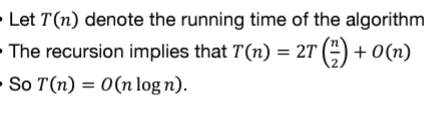 • Let T(n) denote the running time of the algorithm
• The recursion implies that T(n) = 2T(n/2) + O(n)
• So T(n) = O(n log n).